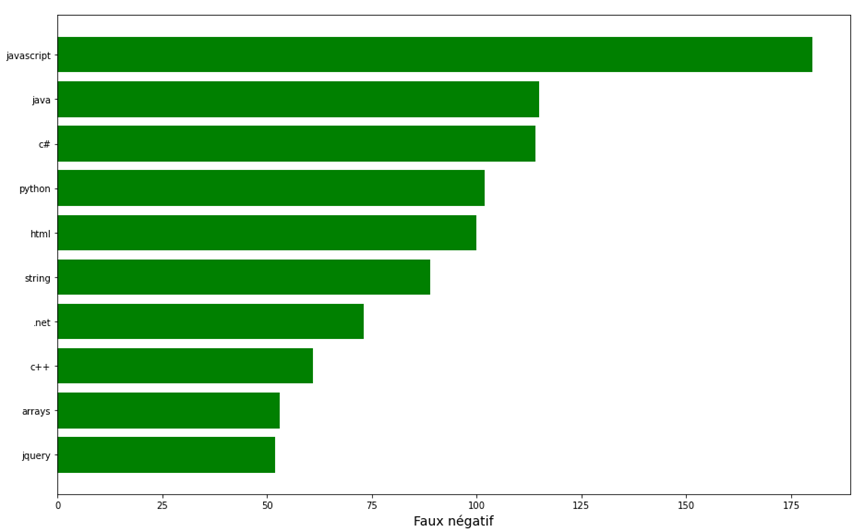 javascript
java
c#
python
html
string
.net
c++
arrays
jquery
0 25 50 75 100 125 150 175
Faux négatif